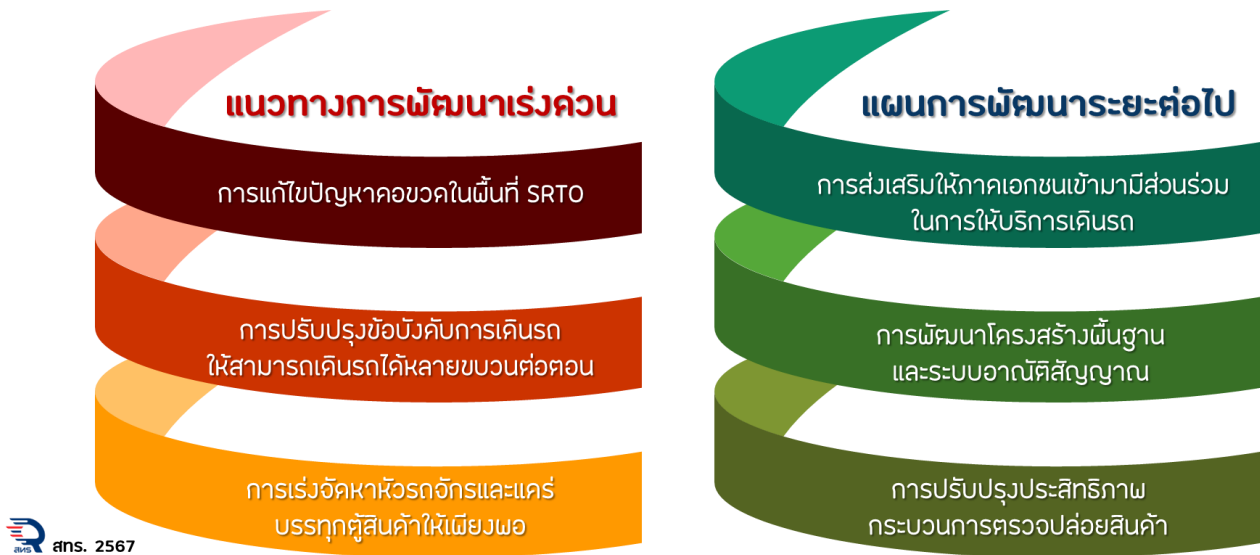 แนวทางการพัฒนาเร่งด่วน
การแก้ไขปัญหาคอขวดในพื้นที่ SRTO
การปรับปรุงข้อบังคับการเดินรถ
ให้สามารถเดินรถได้หลายขบวนต่อตอน
การเร่งจัดหาหัวรถจักรและแคร่
บรรทุกตู้สินค้าให้เพียงพอ
แผนการพัฒนาระยะต่อไป
การส่งเสริมให้ภาคเอกชนเข้ามามีส่วนร่วม
ในการให้บริการเดินรถ
การพัฒนาโครงสร้างพื้นฐาน
และระบบอาณัติสัญญาณ
การปรับปรุงประสิทธิภาพ
กระบวนการตรวจปล่อยสินค้า
สทร
สทร. 2567